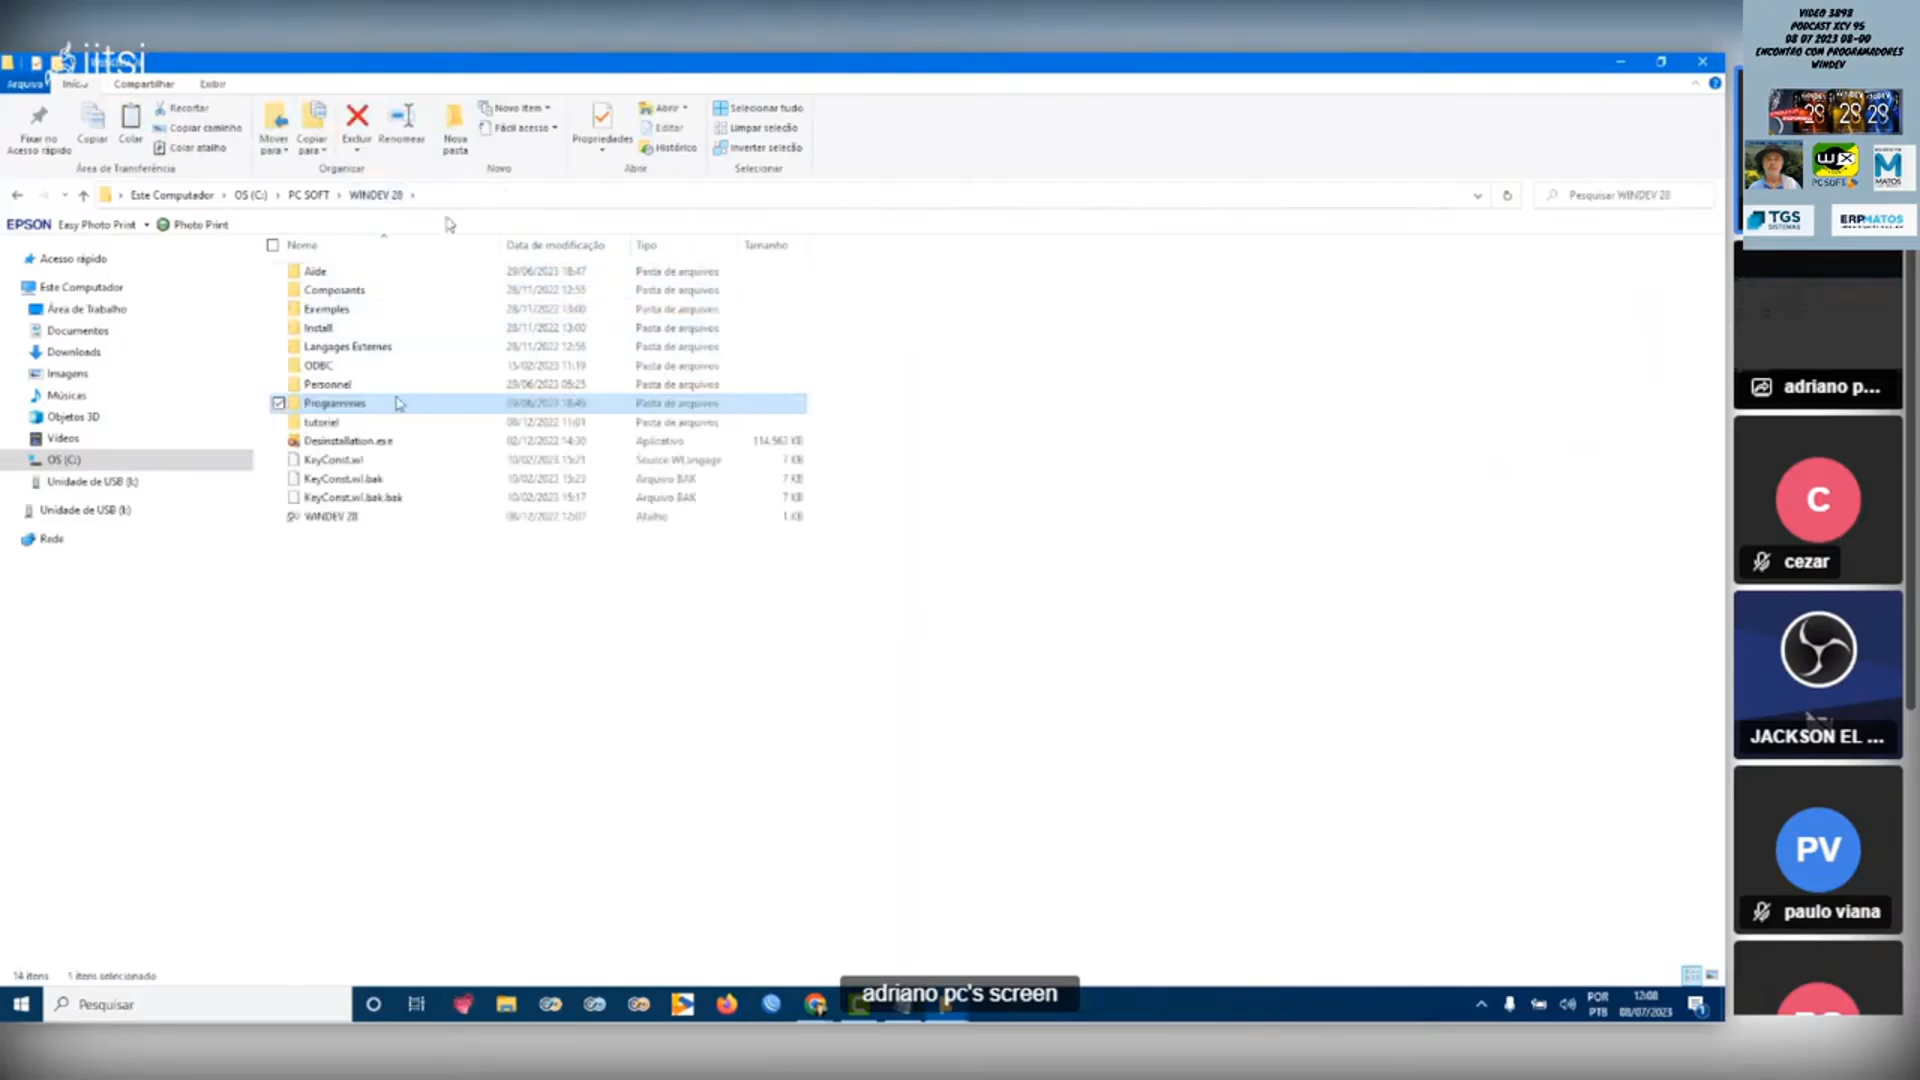 VIDEO 3898
PODCAST XCV 95
08 07 2023 08-00
ENCONTRO COM PROGRAMADORES
WINDEV
jitsi
Arquivo Início Compartilhar Exibir
Fixar no Acesso rápido
Copiar
Colar
Recortar
Copiar caminho
Colar atalho
Mover para
Copiar para
Excluir
Renomear
Nova pasta
Novo item
Fácil acesso
Propriedades
Abrir
Editar
Histórico
Selecionar tudo
Limpar seleção
Inverter seleção
Área de Transferência Organizar Novo Abrir Selecionar
28 28 28
WX
PCSOFT
M
MATOS
TGS
SISTEMAS
ERPMATOS
Este Computador › OS (C:) › PC SOFT › WINDEV 28 ›
Pesquisar WINDEV 28
EPSON Easy Photo Print Photo Print
Acesso rápido
Este Computador
Área de Trabalho
Documentos
Downloads
Imagens
Músicas
Objetos 3D
Vídeos
OS (C:)
Unidade de USB (I:)
Unidade de USB (I:)
Rede
Nome Data de modificação Tipo Tamanho
Aide 29/06/2023 18:47 Pasta de arquivos
Composants 28/11/2022 12:55 Pasta de arquivos
Exemples 28/11/2022 13:00 Pasta de arquivos
Install 28/11/2022 13:00 Pasta de arquivos
Langages Externes 28/11/2022 12:56 Pasta de arquivos
ODBC 15/02/2023 11:19 Pasta de arquivos
Personnel 29/06/2023 05:25 Pasta de arquivos
Programmes Pasta de arquivos
tutoriel 08/12/2022 11:01 Pasta de arquivos
Desinstallation.exe 02/12/2022 14:30 Aplicativo 114.563 KB
KeyConst.wl 10/02/2023 15:21 Source WLangage 7 KB
KeyConst.wl.bak 10/02/2023 15:23 Arquivo BAK 7 KB
KeyConst.wl.bak.bak 10/02/2023 15:17 Arquivo BAK 7 KB
WINDEV 28 06/12/2022 12:07 Atalho 1 KB
14 itens 1 item selecionado
adriano p...
C
cezar
JACKSON EL ...
PV
paulo viana
adriano pc's screen
Pesquisar
POR
PTB
12:08
08/07/2023